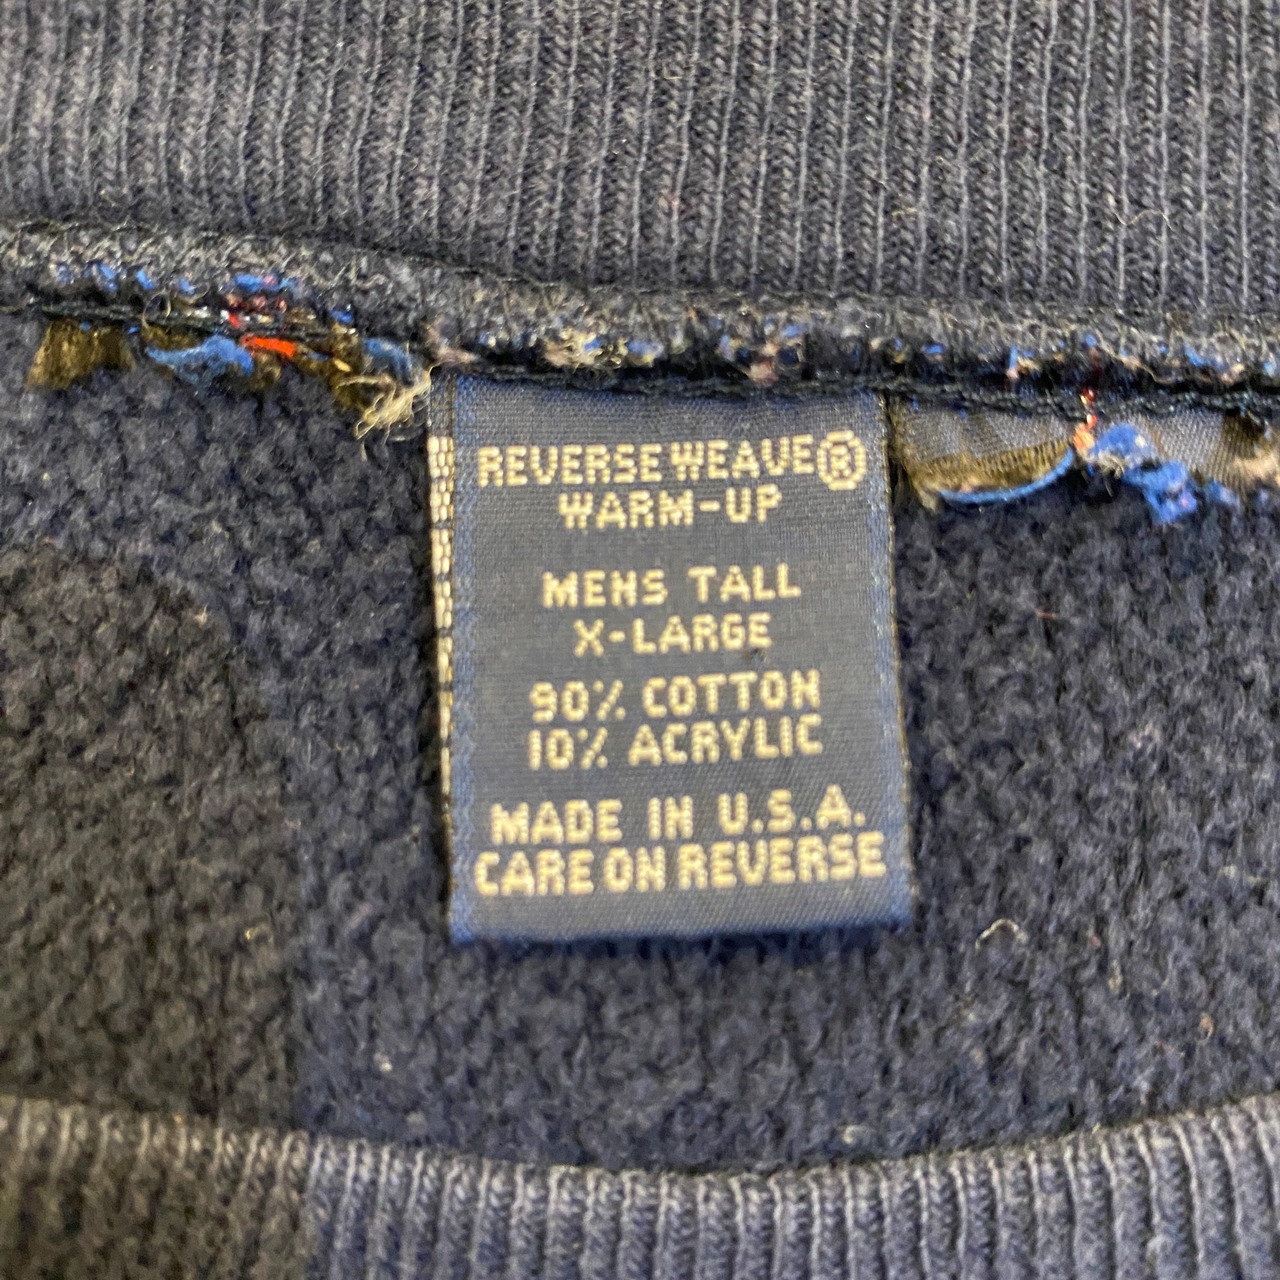 REVERSE WEAVE®
WARM-UP
MENS TALL
X-LARGE
90% COTTON
10% ACRYLIC
MADE IN U.S.A.
CARE ON REVERSE